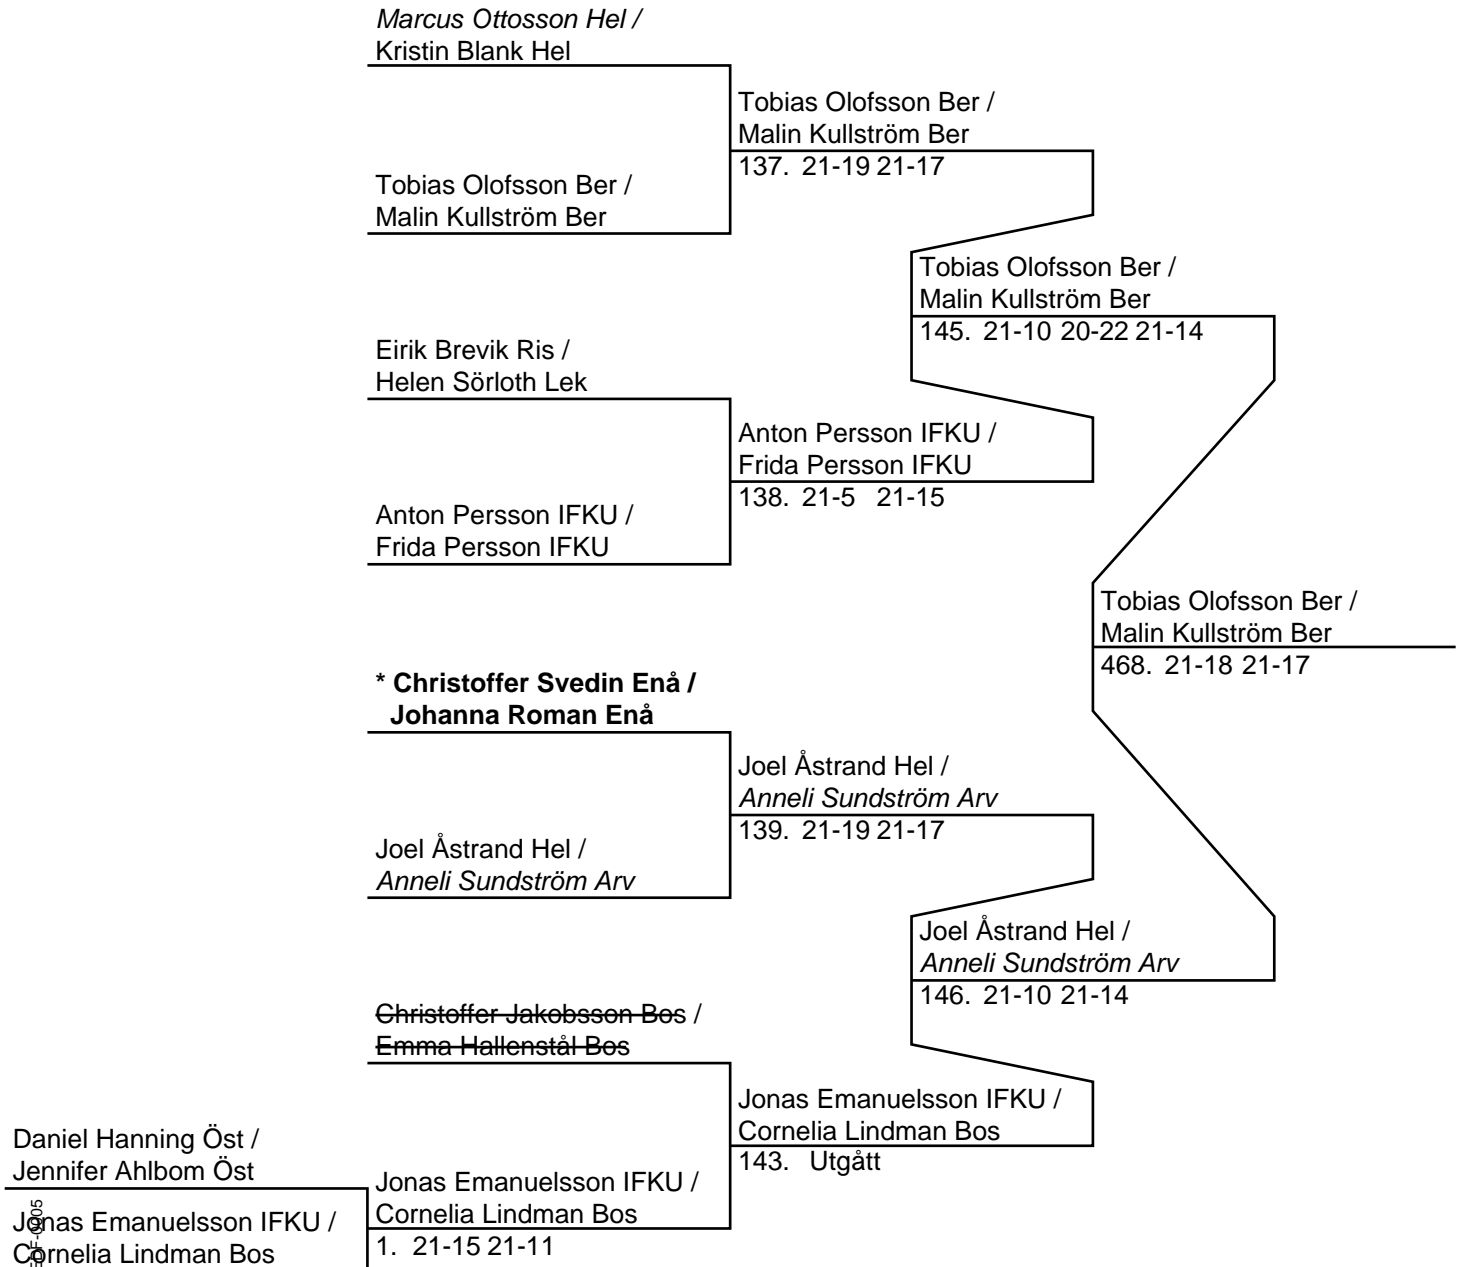 Marcus Ottosson Hel /
Kristin Blank Hel
Tobias Olofsson Ber /
Malin Kullström Ber
137. 21-19 21-17
Tobias Olofsson Ber /
Malin Kullström Ber
Tobias Olofsson Ber /
Malin Kullström Ber
145. 21-10 20-22 21-14
Eirik Brevik Ris /
Helen Sörloth Lek
Anton Persson IFKU /
Frida Persson IFKU
138. 21-5 21-15
Anton Persson IFKU /
Frida Persson IFKU
Tobias Olofsson Ber /
Malin Kullström Ber
468. 21-18 21-17
* Christoffer Svedin Enå /
Johanna Roman Enå
Joel Åstrand Hel /
Anneli Sundström Arv
139. 21-19 21-17
Joel Åstrand Hel /
Anneli Sundström Arv
Joel Åstrand Hel /
Anneli Sundström Arv
146. 21-10 21-14
Christoffer Jakobsson Bos /
Emma Hallenstål Bos
Jonas Emanuelsson IFKU /
Cornelia Lindman Bos
143. Utgått
Daniel Hanning Öst /
Jennifer Ahlbom Öst
Jonas Emanuelsson IFKU /
Cornelia Lindman Bos
1. 21-15 21-11
Jonas Emanuelsson IFKU /
Cornelia Lindman Bos